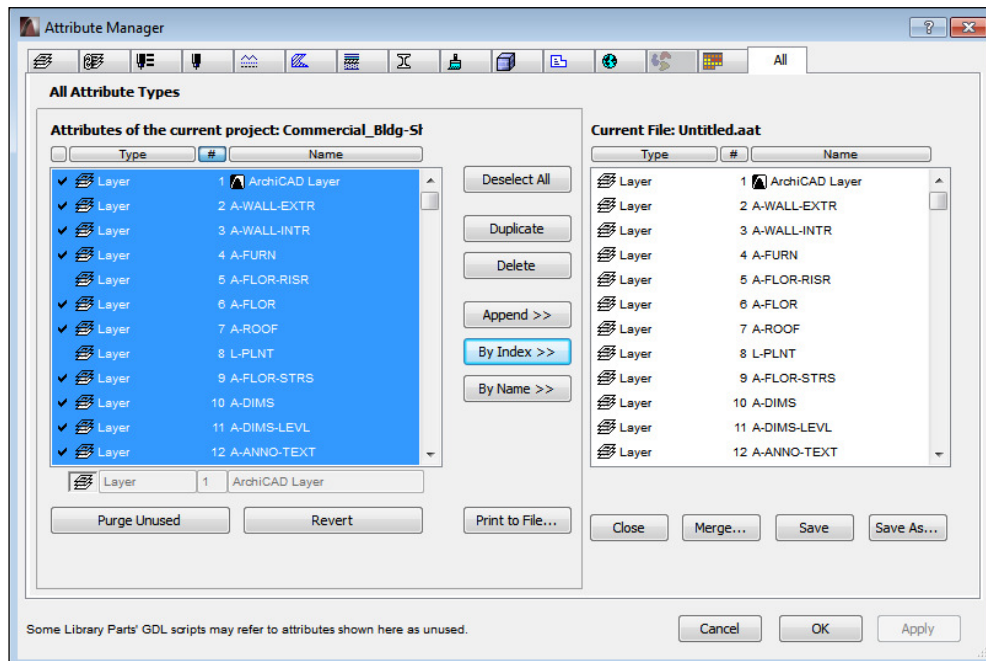 Attribute Manager
All
All Attribute Types
Attributes of the current project: Commercial_Bldg-Sh
Current File: Untitled.aat
Type # Name
Type # Name
Layer 1 ArchiCAD Layer
Layer 2 A-WALL-EXTR
Layer 3 A-WALL-INTR
Layer 4 A-FURN
Layer 5 A-FLOR-RISR
Layer 6 A-FLOR
Layer 7 A-ROOF
Layer 8 L-PLNT
Layer 9 A-FLOR-STRS
Layer 10 A-DIMS
Layer 11 A-DIMS-LEVL
Layer 12 A-ANNO-TEXT
Layer 1 ArchiCAD Layer
Purge Unused
Revert
Deselect All
Duplicate
Delete
Append >>
By Index >>
By Name >>
Print to File...
Layer 1 ArchiCAD Layer
Layer 2 A-WALL-EXTR
Layer 3 A-WALL-INTR
Layer 4 A-FURN
Layer 5 A-FLOR-RISR
Layer 6 A-FLOR
Layer 7 A-ROOF
Layer 8 L-PLNT
Layer 9 A-FLOR-STRS
Layer 10 A-DIMS
Layer 11 A-DIMS-LEVL
Layer 12 A-ANNO-TEXT
Close Merge... Save Save As...
Some Library Parts' GDL scripts may refer to attributes shown here as unused.
Cancel OK Apply